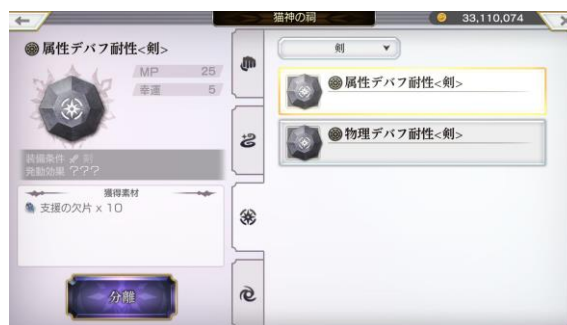 猫神の祠
33,110,074
属性デバフ耐性<剣>
MP 25
幸運 5
装備条件 剣
発動効果 ???
獲得素材
支援の欠片 x 10
分離
剣
属性デバフ耐性<剣>
物理デバフ耐性<剣>